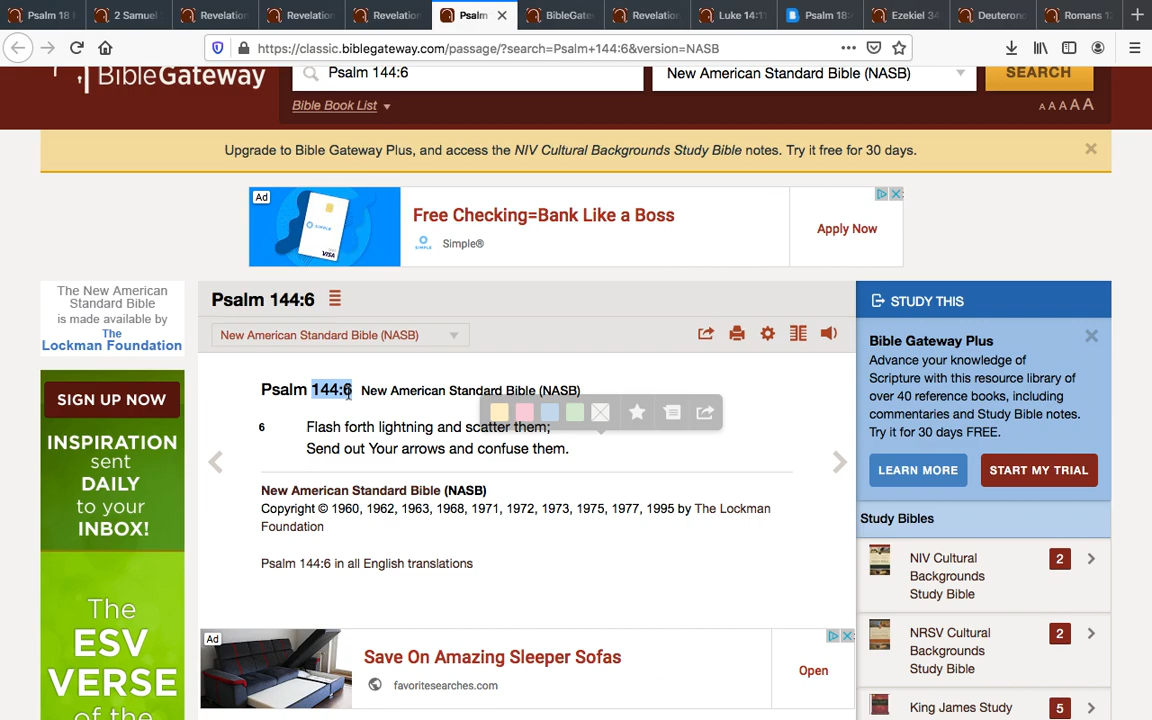 Psalm 18
2 Samuel
Revelation
Revelation
Revelation
Psalm
BibleGate
Revelation
Luke 14:11
Psalm 18:
Ezekiel 34
Deuterono
Romans 12
https://classic.biblegateway.com/passage/?search=Psalm+144:6&version=NASB
BibleGateway
Psalm 144:6
New American Standard Bible (NASB)
SEARCH
Bible Book List
A A A A A
Upgrade to Bible Gateway Plus, and access the NIV Cultural Backgrounds Study Bible notes. Try it free for 30 days.
Ad
SIMPLE
VISA
Free Checking=Bank Like a Boss
Simple®
Apply Now
The New American
Standard Bible
is made available by
The
Lockman Foundation
Psalm 144:6
New American Standard Bible (NASB)
Psalm 144:6 New American Standard Bible (NASB)
6 Flash forth lightning and scatter them;
Send out Your arrows and confuse them.
New American Standard Bible (NASB)
Copyright © 1960, 1962, 1963, 1968, 1971, 1972, 1973, 1975, 1977, 1995 by The Lockman
Foundation
Psalm 144:6 in all English translations
SIGN UP NOW
INSPIRATION
sent
DAILY
to your
INBOX!
The
ESV
VERSE
of the
Ad
Save On Amazing Sleeper Sofas
favoritesearches.com
Open
STUDY THIS
Bible Gateway Plus
Advance your knowledge of
Scripture with this resource library of
over 40 reference books, including
commentaries and Study Bible notes.
Try it for 30 days FREE.
LEARN MORE
START MY TRIAL
Study Bibles
NIV Cultural
Backgrounds
Study Bible
2
NRSV Cultural
Backgrounds
Study Bible
2
King James Study
5